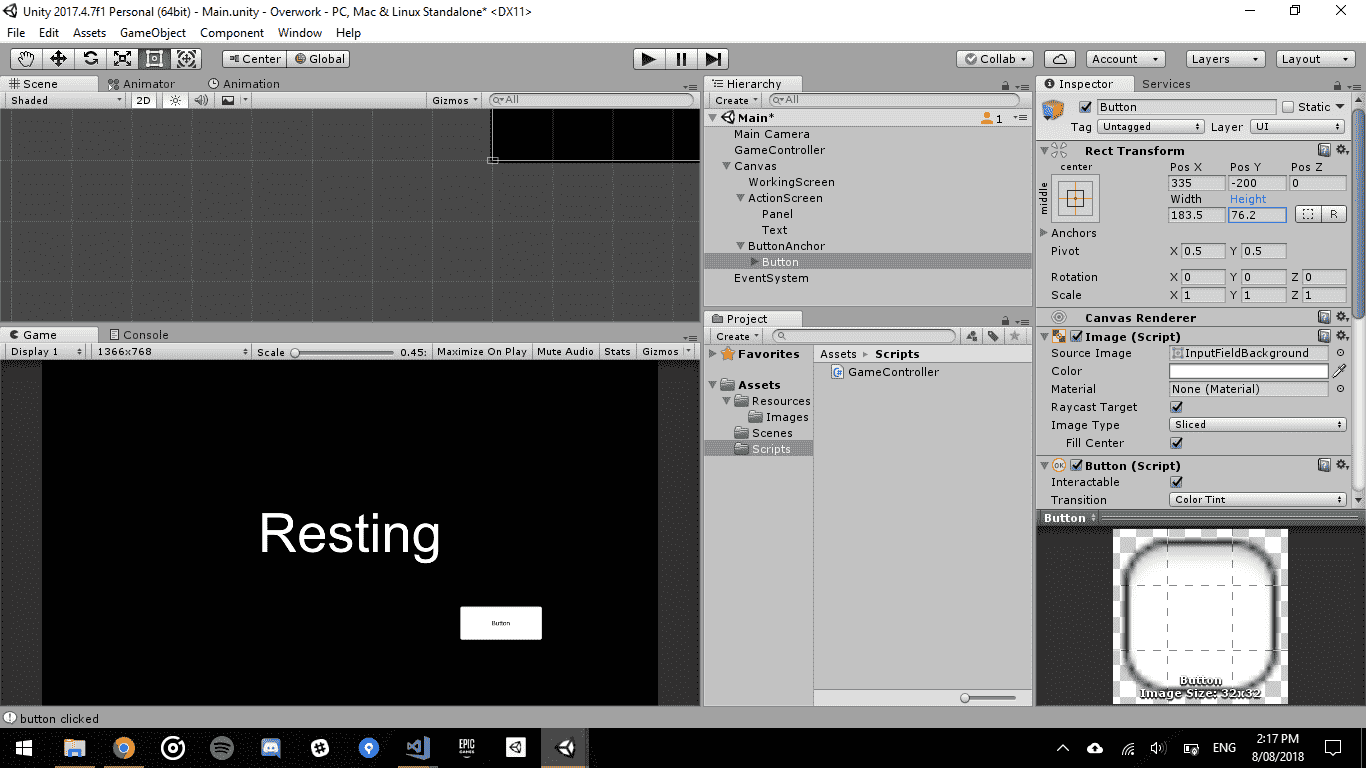 Unity 2017.4.7f1 Personal (64bit) - Main.unity - Overwork - PC, Mac & Linux Standalone* <DX11>
File Edit Assets GameObject Component Window Help
Center Global Collab Account Layers Layout
Scene Animator Animation
Shaded 2D Gizmos All
Hierarchy
Create All
Main* 1
Main Camera
GameController
Canvas
WorkingScreen
ActionScreen
Panel
Text
ButtonAnchor
Button
EventSystem
Inspector Services
Button Static
Tag Untagged Layer UI
Rect Transform
center
middle
Pos X Pos Y Pos Z
335 -200 0
Width Height
183.5 76.2 R
Anchors
Pivot X 0.5 Y 0.5
Rotation X 0 Y 0 Z 0
Scale X 1 Y 1 Z 1
Canvas Renderer
Image (Script)
Source Image InputFieldBackground
Color
Material None (Material)
Raycast Target
Image Type Sliced
Fill Center
OK Button (Script)
Interactable
Transition Color Tint
Button
Button
Image Size: 32x32
Game Console
Display 1 1366x768 Scale 0.45: Maximize On Play Mute Audio Stats Gizmos
Resting
Button
Project
Create
Favorites
Assets
Resources
Images
Scenes
Scripts
Assets Scripts
C# GameController
button clicked
EPIC GAMES
ENG
2:17 PM
8/08/2018